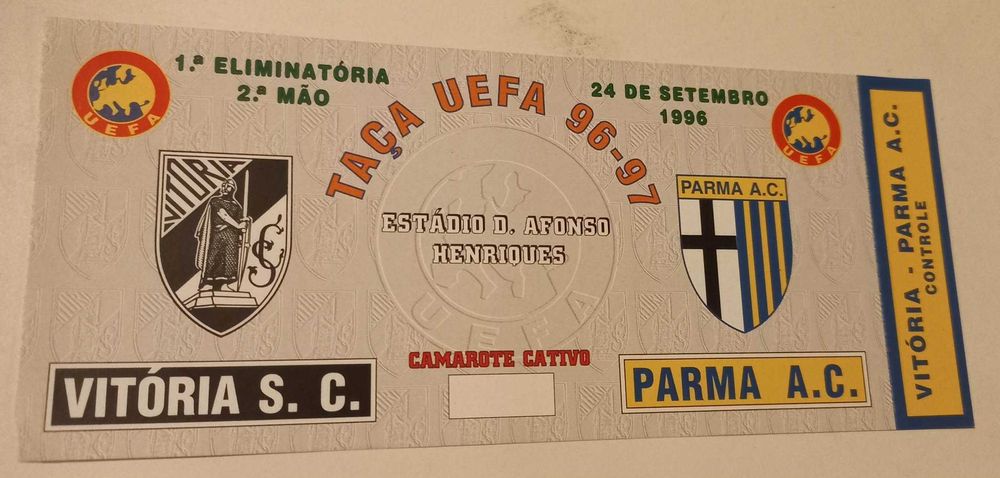 UEFA
1.ª ELIMINATÓRIA
2.ª MÃO
TAÇA UEFA 96-97
24 DE SETEMBRO
1996
UEFA
VITÓRIA
SC
PARMA A.C.
ESTÁDIO D. AFONSO
HENRIQUES
UEFA
CAMAROTE CATIVO
VITÓRIA S. C.
PARMA A.C.
VITÓRIA - PARMA A.C.
CONTROLE